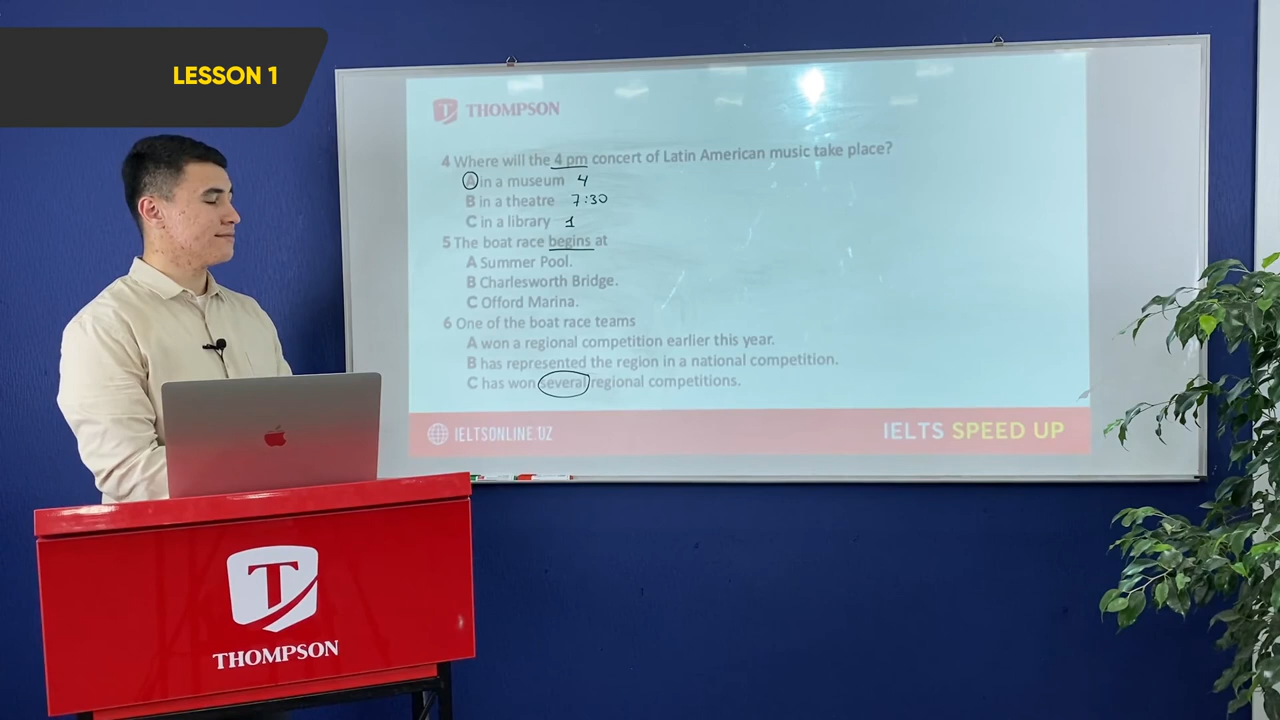 LESSON 1
T THOMPSON
4 Where will the 4 pm concert of Latin American music take place?
A in a museum 4
B in a theatre 7:30
C in a library 1
5 The boat race begins at
A Summer Pool.
B Charlesworth Bridge.
C Offord Marina.
6 One of the boat race teams
A won a regional competition earlier this year.
B has represented the region in a national competition.
C has won several regional competitions.
IELTSONLINE.UZ
IELTS SPEED UP
T
THOMPSON